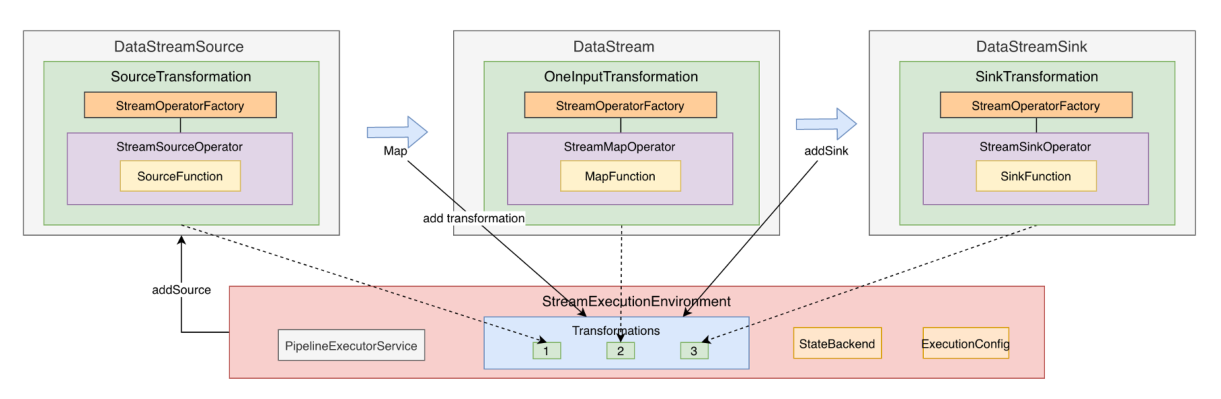 DataStreamSource
SourceTransformation
StreamOperatorFactory
StreamSourceOperator
SourceFunction
Map
DataStream
OneInputTransformation
StreamOperatorFactory
StreamMapOperator
MapFunction
addSink
DataStreamSink
SinkTransformation
StreamOperatorFactory
StreamSinkOperator
SinkFunction
add transformation
addSource
StreamExecutionEnvironment
PipelineExecutorService
Transformations
1
2
3
StateBackend
ExecutionConfig